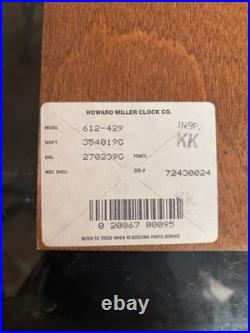 HOWARD MILLER CLOCK CO.
MODEL 612-429 INSP.
MOV'T. 354019G KK
DIAL 270239G PEND'L
WGT. SHELL SER.# 72430024
KK
0 20867 00095
REFER TO THESE WHEN REQUESTING PARTS/SERVICE